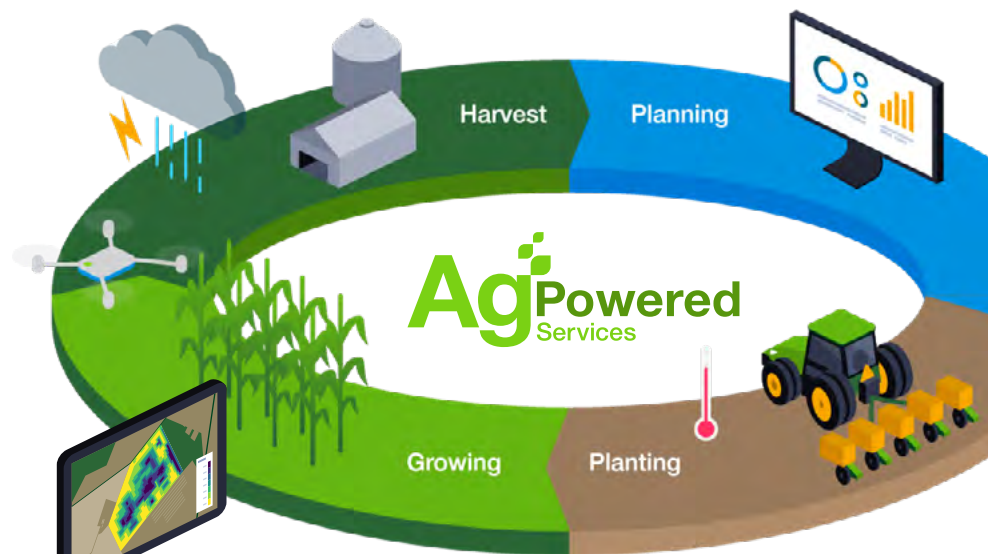 Harvest
Planning
Ag Powered
Services
Growing
Planting